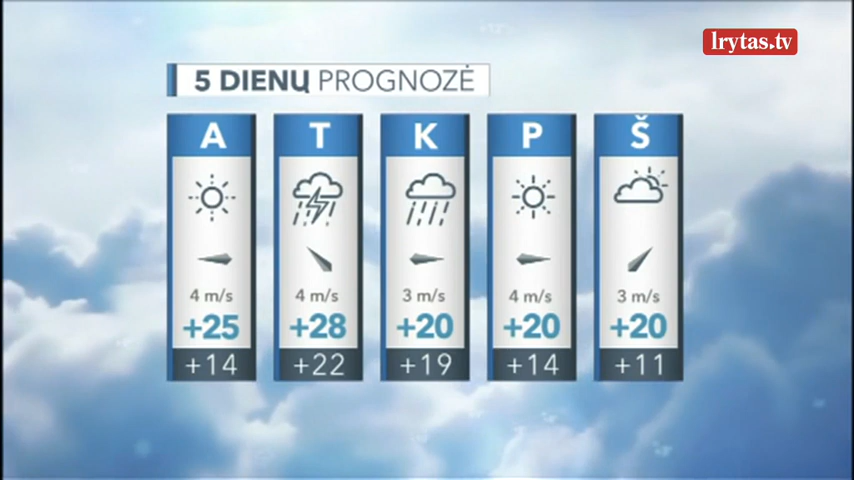 lrytas.tv
5 DIENŲ PROGNOZĖ
A T K P Š
4 m/s 4 m/s 3 m/s 4 m/s 3 m/s
+25 +28 +20 +20 +20
+14 +22 +19 +14 +11